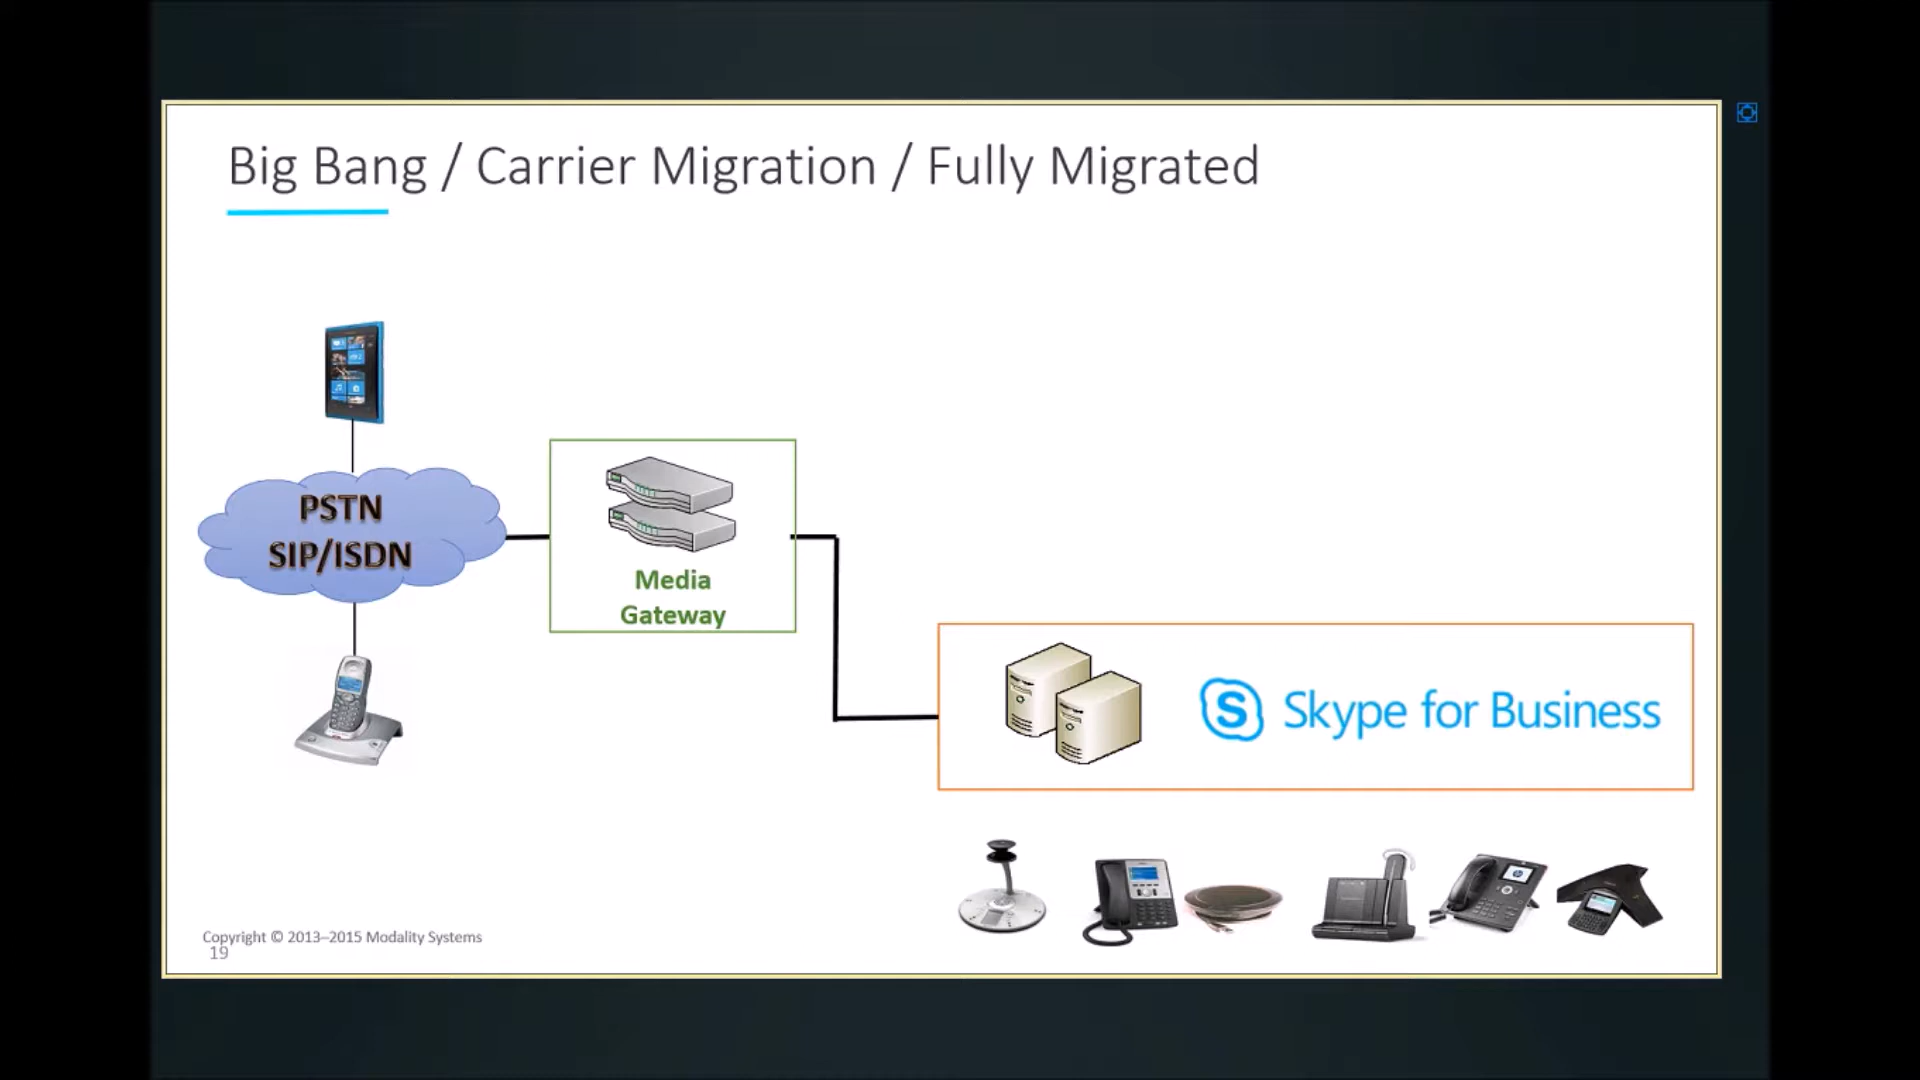 Big Bang / Carrier Migration / Fully Migrated
PSTN
SIP/ISDN
Media
Gateway
S Skype for Business
Copyright © 2013–2015 Modality Systems
19